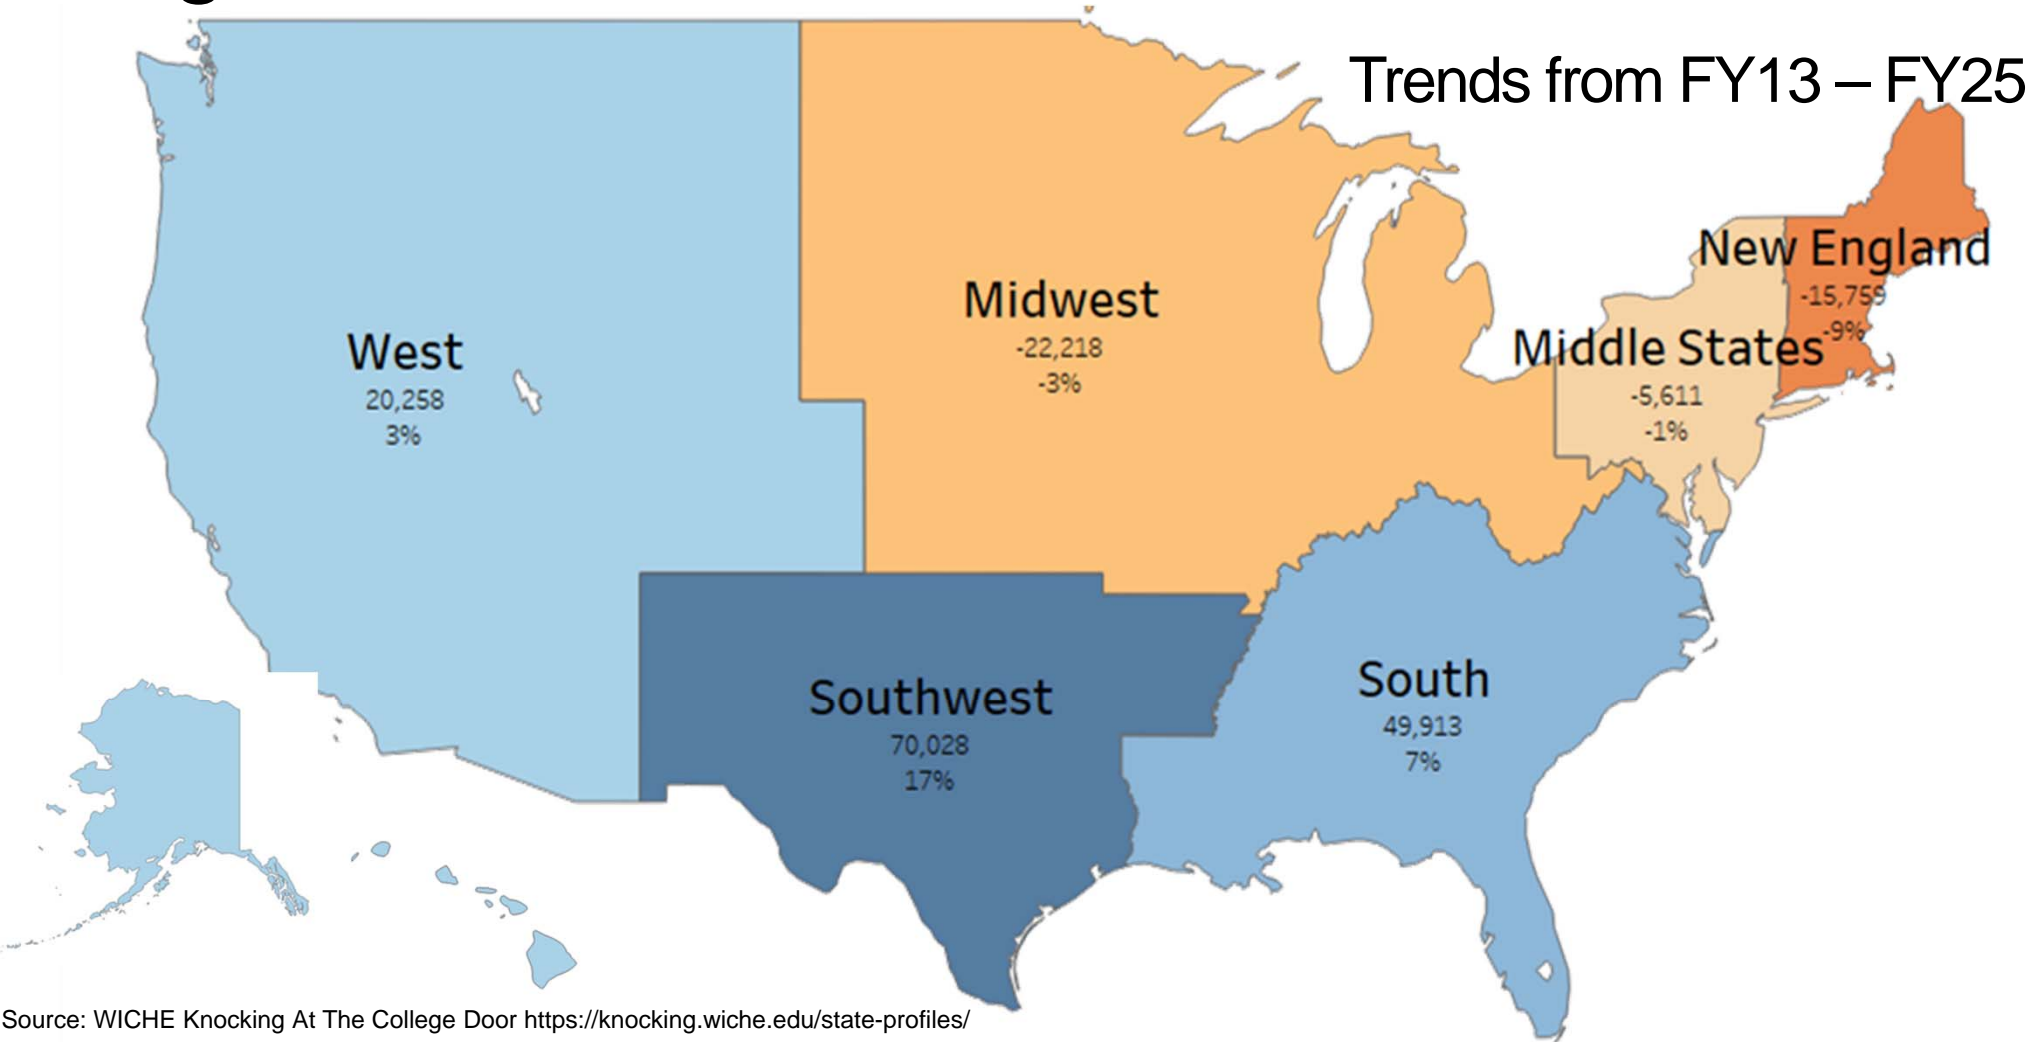 Trends from FY13 – FY25
New England
-15,759
-9%
Midwest
-22,218
-3%
West
20,258
3%
Middle States
-5,611
-1%
Southwest
70,028
17%
South
49,913
7%
Source: WICHE Knocking At The College Door https://knocking.wiche.edu/state-profiles/